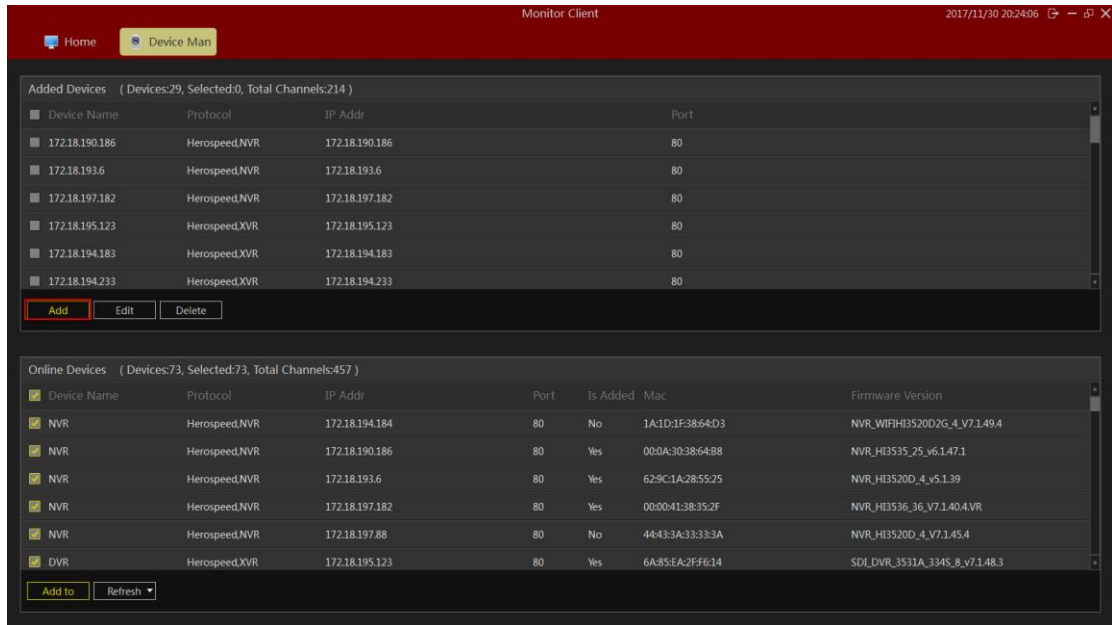 Monitor Client 2017/11/30 20:24:06
Home Device Man
Added Devices ( Devices:29, Selected:0, Total Channels:214 )
Device Name Protocol IP Addr Port
172.18.190.186 Herospeed,NVR 172.18.190.186 80
172.18.193.6 Herospeed,NVR 172.18.193.6 80
172.18.197.182 Herospeed,NVR 172.18.197.182 80
172.18.195.123 Herospeed,XVR 172.18.195.123 80
172.18.194.183 Herospeed,XVR 172.18.194.183 80
172.18.194.233 Herospeed,XVR 172.18.194.233 80
Add Edit Delete
Online Devices ( Devices:73, Selected:73, Total Channels:457 )
Device Name Protocol IP Addr Port Is Added Mac Firmware Version
NVR Herospeed,NVR 172.18.194.184 80 No 1A:1D:1F:38:64:D3 NVR_WIFIHI3520D2G_4_V7.1.49.4
NVR Herospeed,NVR 172.18.190.186 80 Yes 00:0A:30:38:64:B8 NVR_HI3535_25_v6.1.47.1
NVR Herospeed,NVR 172.18.193.6 80 Yes 62:9C:1A:28:55:25 NVR_HI3520D_4_v5.1.39
NVR Herospeed,NVR 172.18.197.182 80 Yes 00:00:41:38:35:2F NVR_HI3536_36_V7.1.40.4.VR
NVR Herospeed,NVR 172.18.197.88 80 No 44:43:3A:33:33:3A NVR_HI3520D_4_V7.1.45.4
DVR Herospeed,XVR 172.18.195.123 80 Yes 6A:85:EA:2F:F6:14 SDI_DVR_3531A_334S_8_v7.1.48.3
Add to Refresh